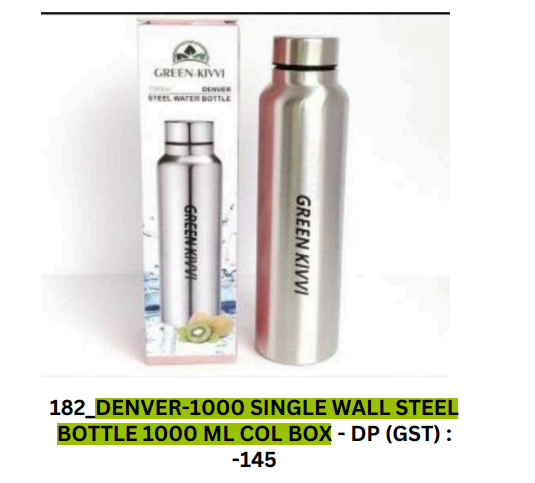 GREEN-KIVVI
DENVER
STEEL WATER BOTTLE
GREEN KIVVI
GREEN KIVVI
182_DENVER-1000 SINGLE WALL STEEL
BOTTLE 1000 ML COL BOX - DP (GST) :
-145